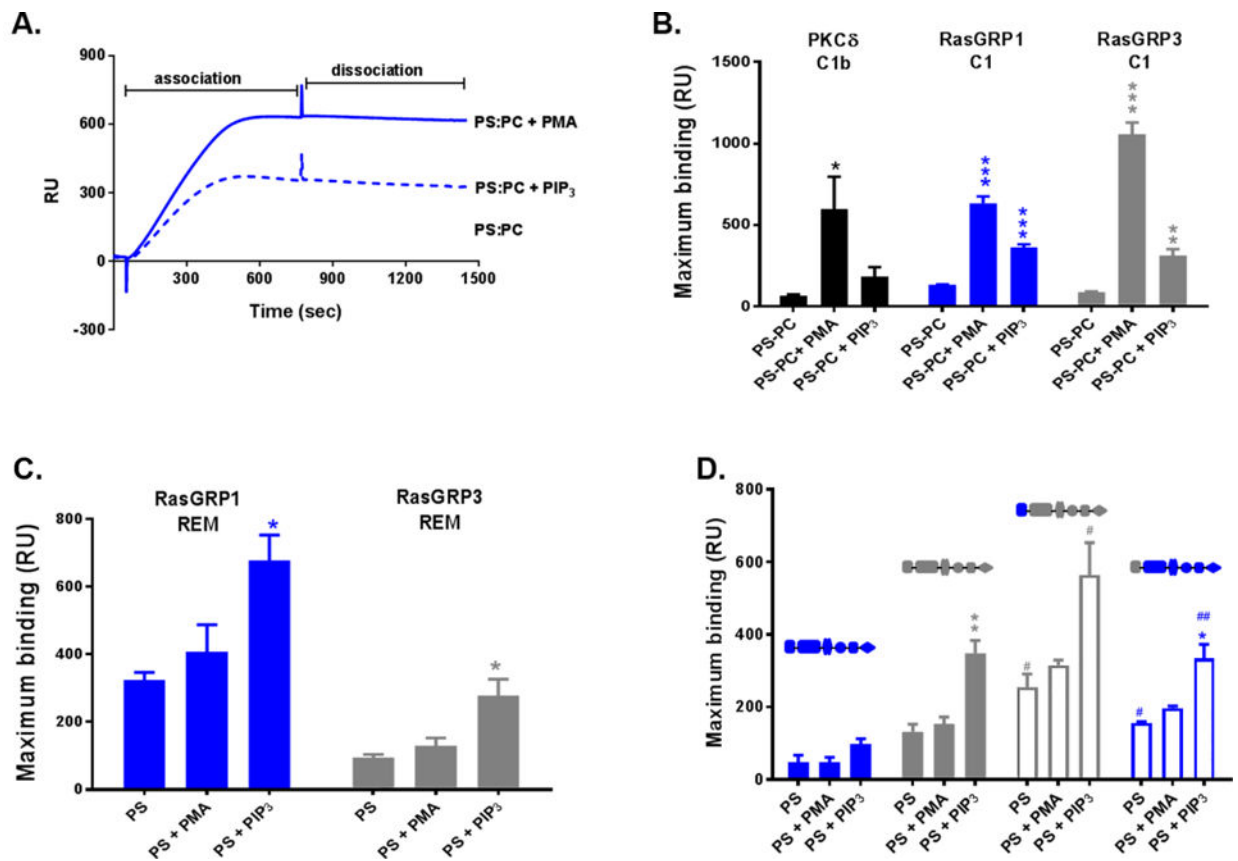 A.
900
600
300
0
-300
RU
association
dissociation
PS:PC + PMA
PS:PC + PIP₃
PS:PC
300
600
900
1200
1500
Time (sec)
B.
PKCδ
C1b
RasGRP1
C1
RasGRP3
C1
1500
1000
500
0
Maximum binding (RU)
*
***
***
***
**
PS-PC
PS-PC+ PMA
PS-PC + PIP₃
PS-PC
PS-PC+ PMA
PS-PC + PIP₃
PS-PC
PS-PC+ PMA
PS-PC + PIP₃
C.
RasGRP1
REM
RasGRP3
REM
800
600
400
200
0
Maximum binding (RU)
*
*
PS
PS + PMA
PS + PIP³
PS
PS + PMA
PS + PIP³
D.
800
600
400
200
0
Maximum binding (RU)
**
#
#
#
##
*
PS
PS + PMA
PS + PIP³
PS
PS + PMA
PS + PIP³
PS
PS + PMA
PS + PIP³
PS
PS + PMA
PS + PIP³